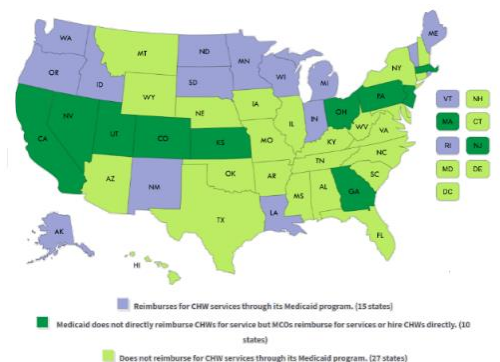 WA
MT
ND
MN
ME
OR
ID
SD
WI
MI
NY
WY
IA
NE
NV
UT
CO
KS
CA
IL
IN
OH
PA
WV
VA
MO
KY
NC
TN
SC
AZ
NM
OK
AR
MS
AL
GA
TX
LA
FL
AK
HI
VT NH
MA CT
RI NJ
MD DE
DC
Reimburses for CHW services through its Medicaid program. (15 states)
Medicaid does not directly reimburse CHWs for service but MCOs reimburse for services or hire CHWs directly. (10
states)
Does not reimburse for CHW services through its Medicaid program. (27 states)